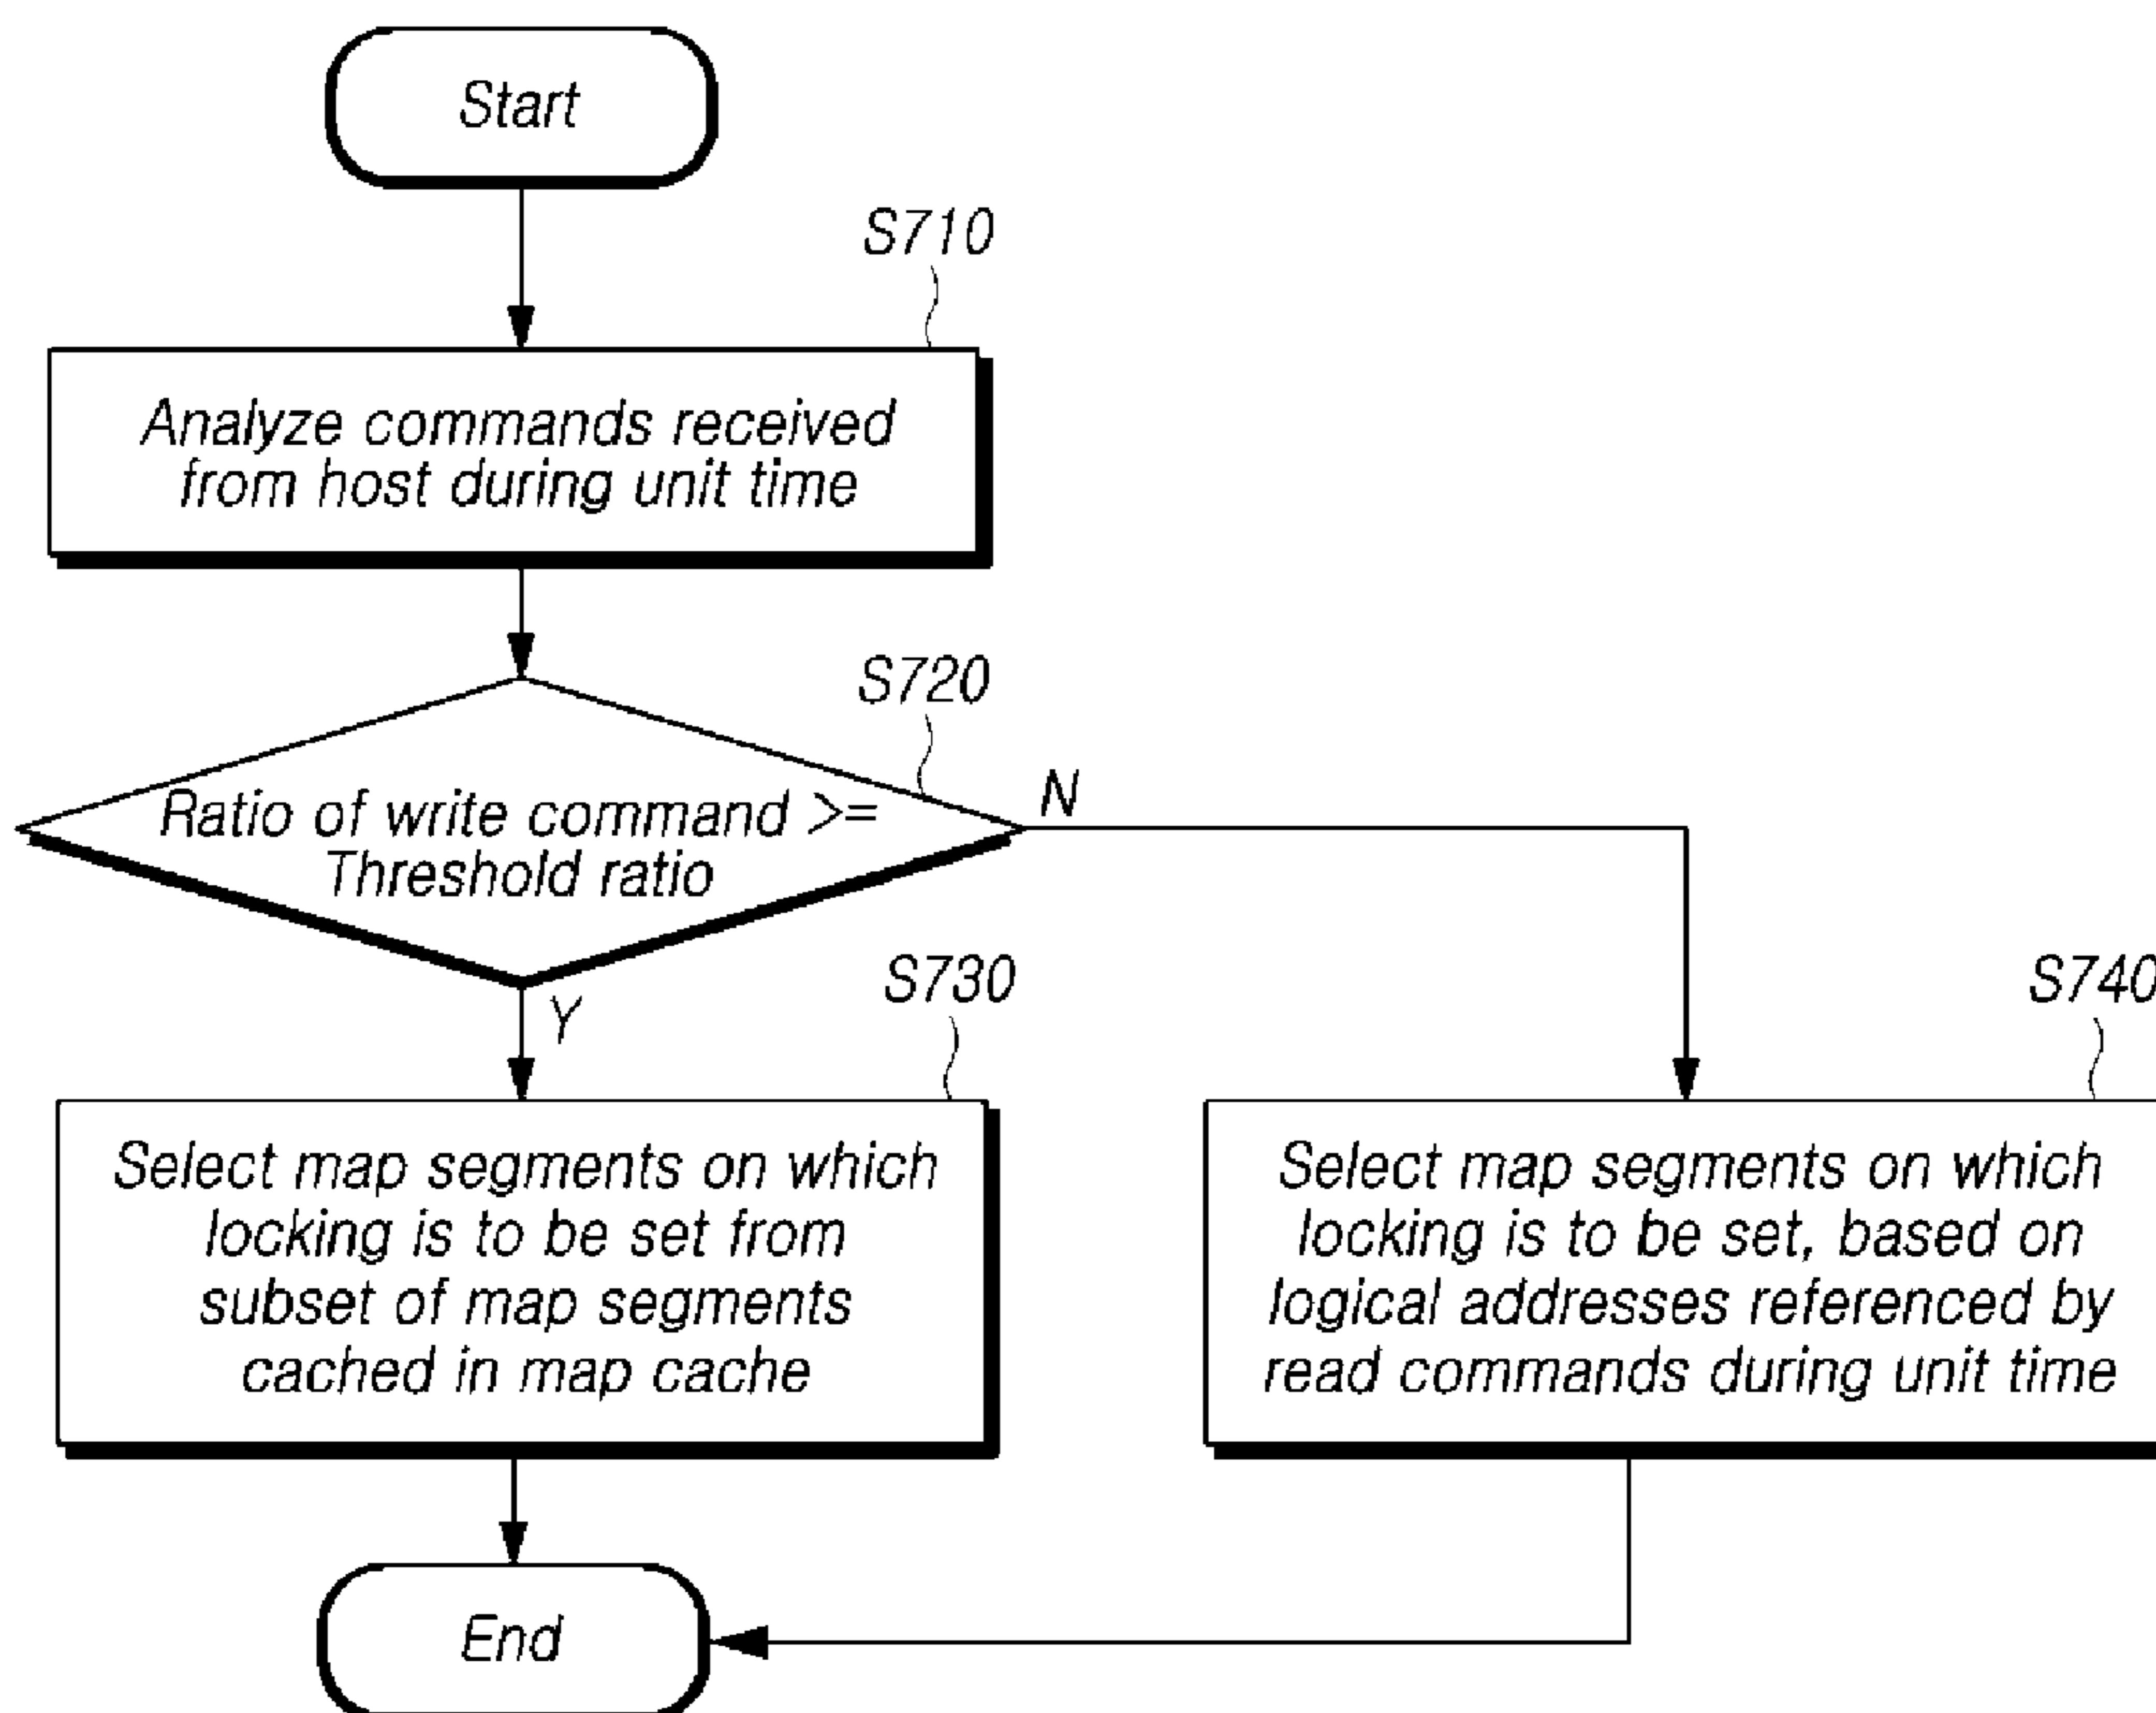 Start
S710
Analyze commands received
from host during unit time
S720
Ratio of write command >=
Threshold ratio
N
Y
S730
Select map segments on which
locking is to be set from
subset of map segments
cached in map cache
S740
Select map segments on which
locking is to be set, based on
logical addresses referenced by
read commands during unit time
End